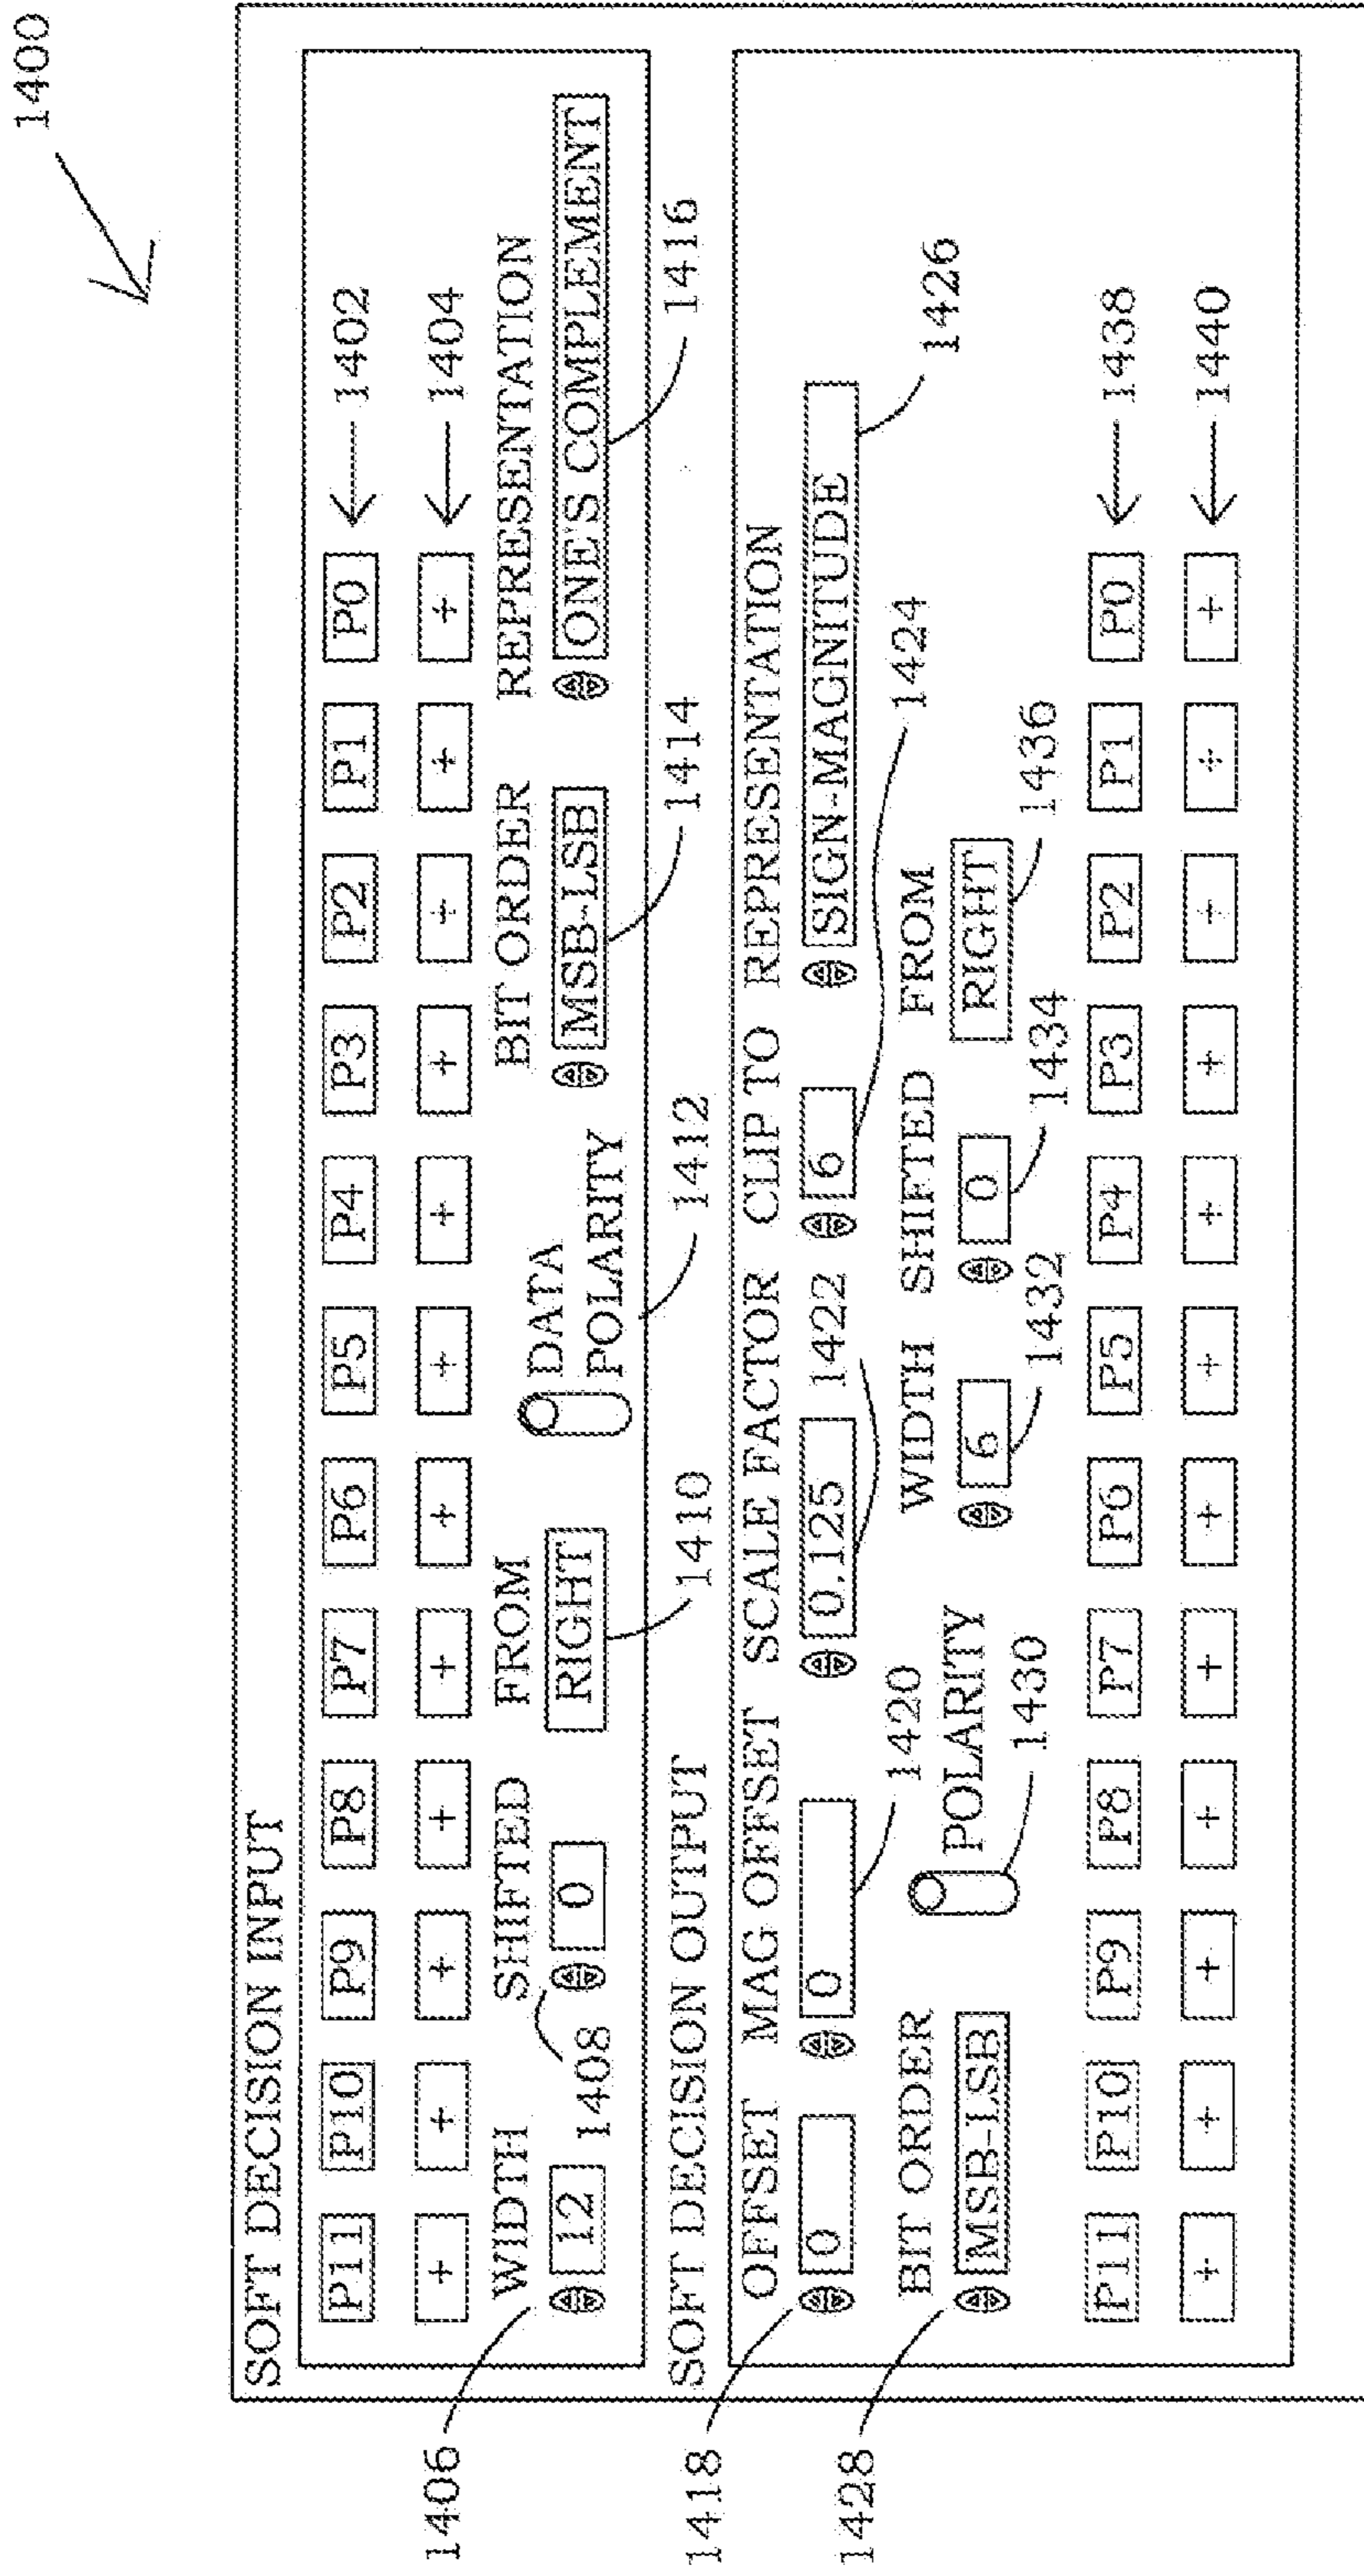 1400
SOFT DECISION INPUT
P11 P10 P9 P8 P7 P6 P5 P4 P3 P2 P1 P0 1402
+ + + + + + + + + + + + 1404
WIDTH SHIFTED FROM DATA POLARITY BIT ORDER REPRESENTATION
1406 12 1408 0 RIGHT MSB-LSB ONE'S COMPLEMENT
1410 1412 1414 1416
SOFT DECISION OUTPUT
OFFSET MAG OFFSET SCALE FACTOR CLIP TO REPRESENTATION
1418 0 0 0.125 6 SIGN-MAGNITUDE
1420 1422 1424 1426
BIT ORDER POLARITY WIDTH SHIFTED FROM
1428 MSB-LSB 6 0 RIGHT
1430 1432 1434 1436
P11 P10 P9 P8 P7 P6 P5 P4 P3 P2 P1 P0 1438
+ + + + + + + + + + + + 1440